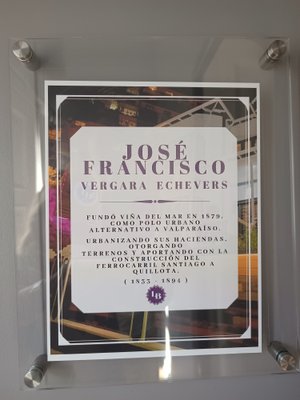 JOSÉ
FRANCISCO
VERGARA ECHEVERS
FUNDÓ VIÑA DEL MAR EN 1879,
COMO POLO URBANO
ALTERNATIVO A VALPARAÍSO.
URBANIZANDO SUS HACIENDAS,
OTORGANDO
TERRENOS Y APORTANDO CON LA
CONSTRUCCIÓN DEL
FERROCARRIL SANTIAGO A
QUILLOTA.
( 1833 - 1894 )